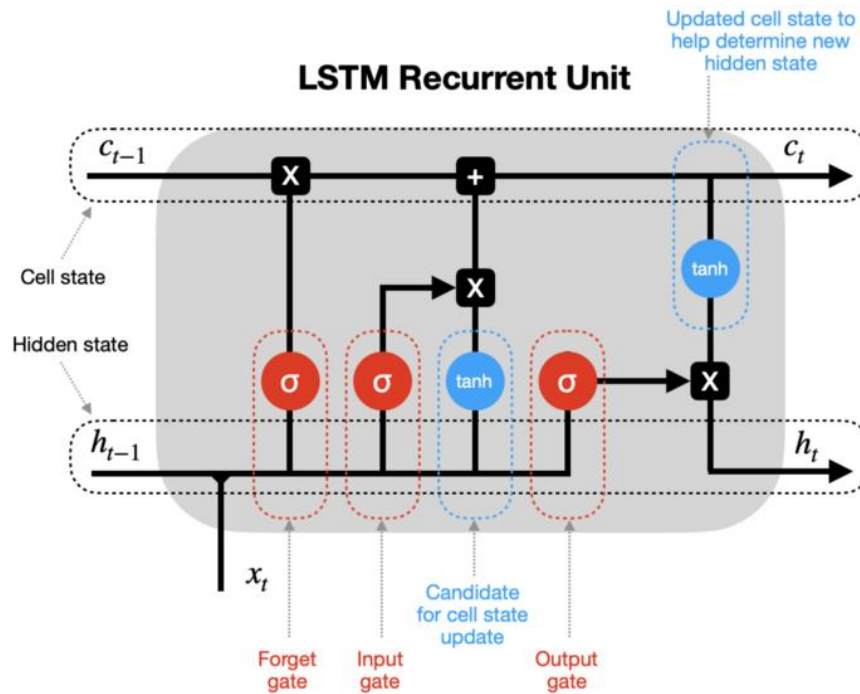 Updated cell state to
help determine new
hidden state
LSTM Recurrent Unit
c_{t-1}
c_t
X
+
Cell state
X
tanh
Hidden state
σ
σ
tanh
σ
X
h_{t-1}
h_t
x_t
Candidate
for cell state
update
Forget
gate
Input
gate
Output
gate